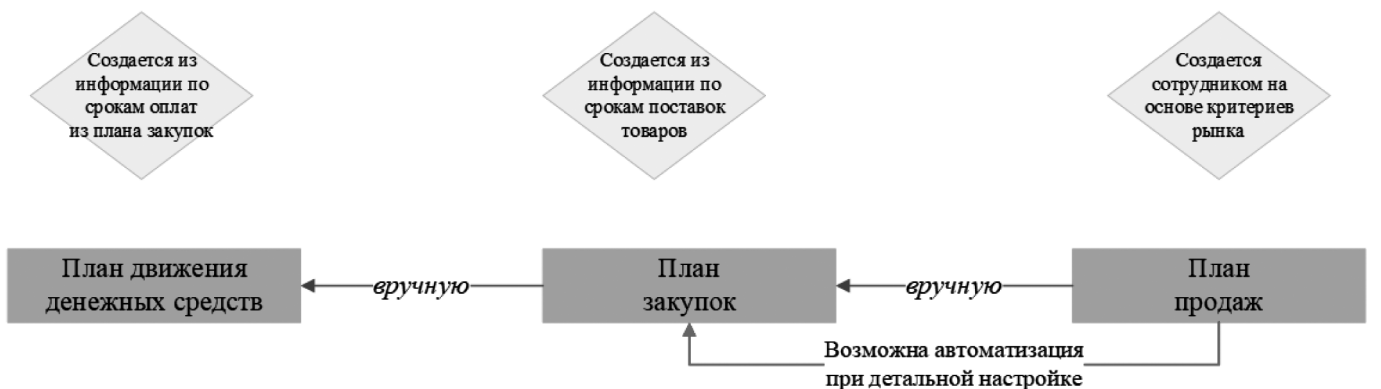 Создается из
информации по
срокам оплат
из плана закупок
Создается из
информации по
срокам поставок
товаров
Создается
сотрудником на
основе критериев
рынка
План движения
денежных средств
вручную
План
закупок
вручную
План
продаж
Возможна автоматизация
при детальной настройке